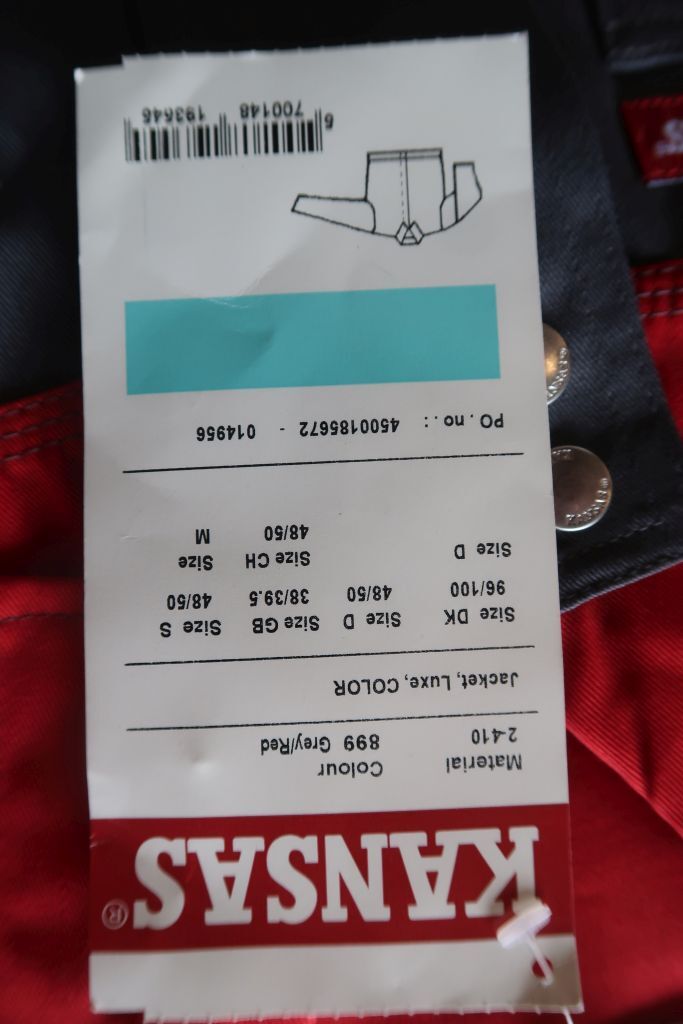 KANSAS®
Material Colour
2-410 899 Grey/Red
Jacket, Luxe, COLOR
Size DK Size D Size GB Size S
96/100 48/50 38/39.5 48/50
Size D Size CH Size
48/50 M
PO. no.: 4500185672 - 014956
6 700148 193645
KANSAS®